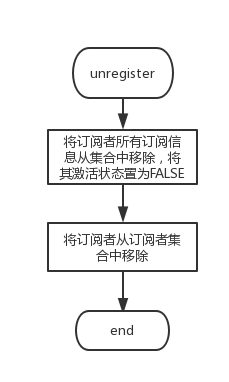 unregister
将订阅者所有订阅信
息从集合中移除，将
其激活状态置为FALSE
将订阅者从订阅者集
合中移除
end